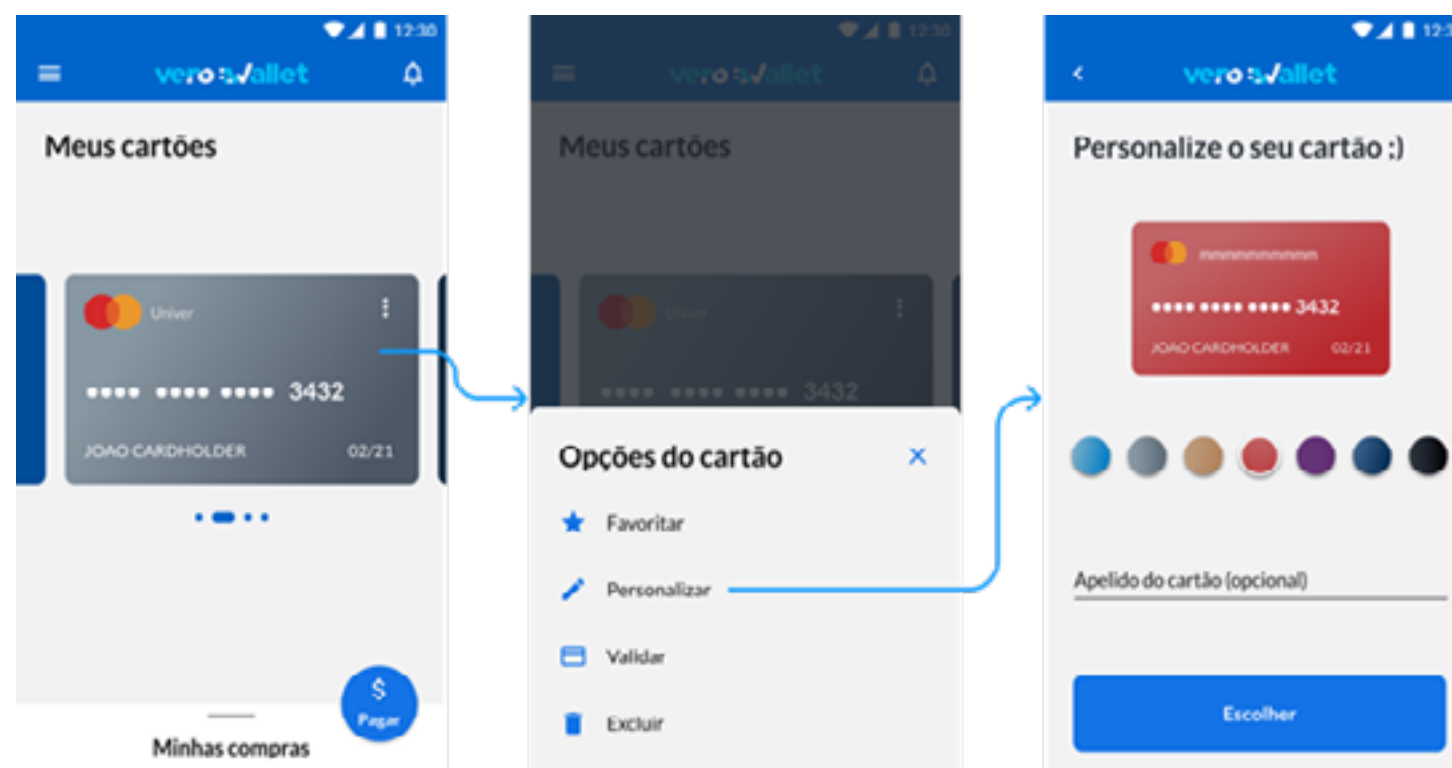 12:30
vero wallet
Meus cartões
Univer
•••• •••• •••• 3432
JOAO CARDHOLDER 02/21
$
Pagar
Minhas compras
12:30
vero wallet
Meus cartões
Univer
•••• •••• •••• 3432
Opções do cartão
Favoritar
Personalizar
Validar
Excluir
vero wallet
Personalize o seu cartão ;)
•••• •••• •••• 3432
JOAO CARDHOLDER 02/21
Apelido do cartão (opcional)
Escolher